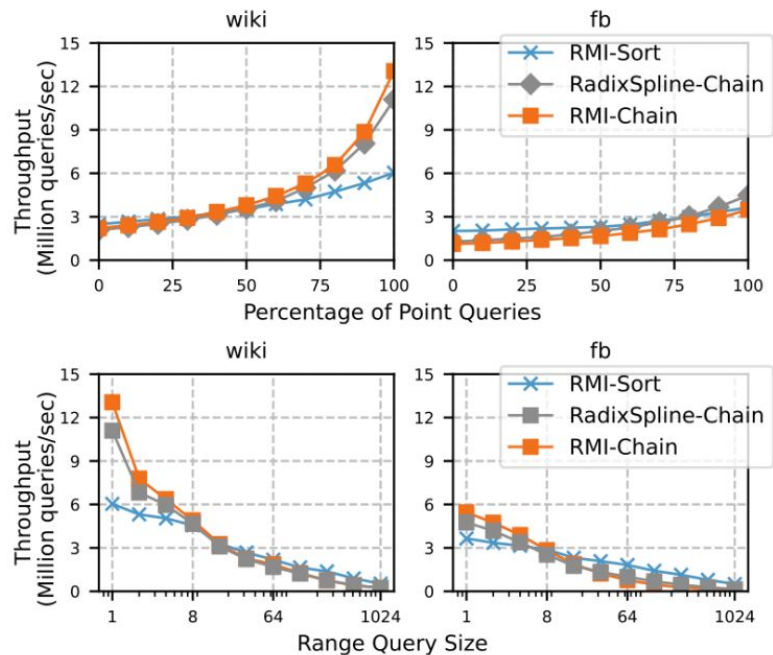 wiki
fb
Throughput
(Million queries/sec)
15
12
9
6
3
0
0
25
50
75
100
15
12
9
6
3
0
0
25
50
75
100
RMI-Sort
RadixSpline-Chain
RMI-Chain
Percentage of Point Queries
wiki
fb
Throughput
(Million queries/sec)
15
12
9
6
3
0
1
8
64
1024
15
12
9
6
3
0
1
8
64
1024
RMI-Sort
RadixSpline-Chain
RMI-Chain
Range Query Size